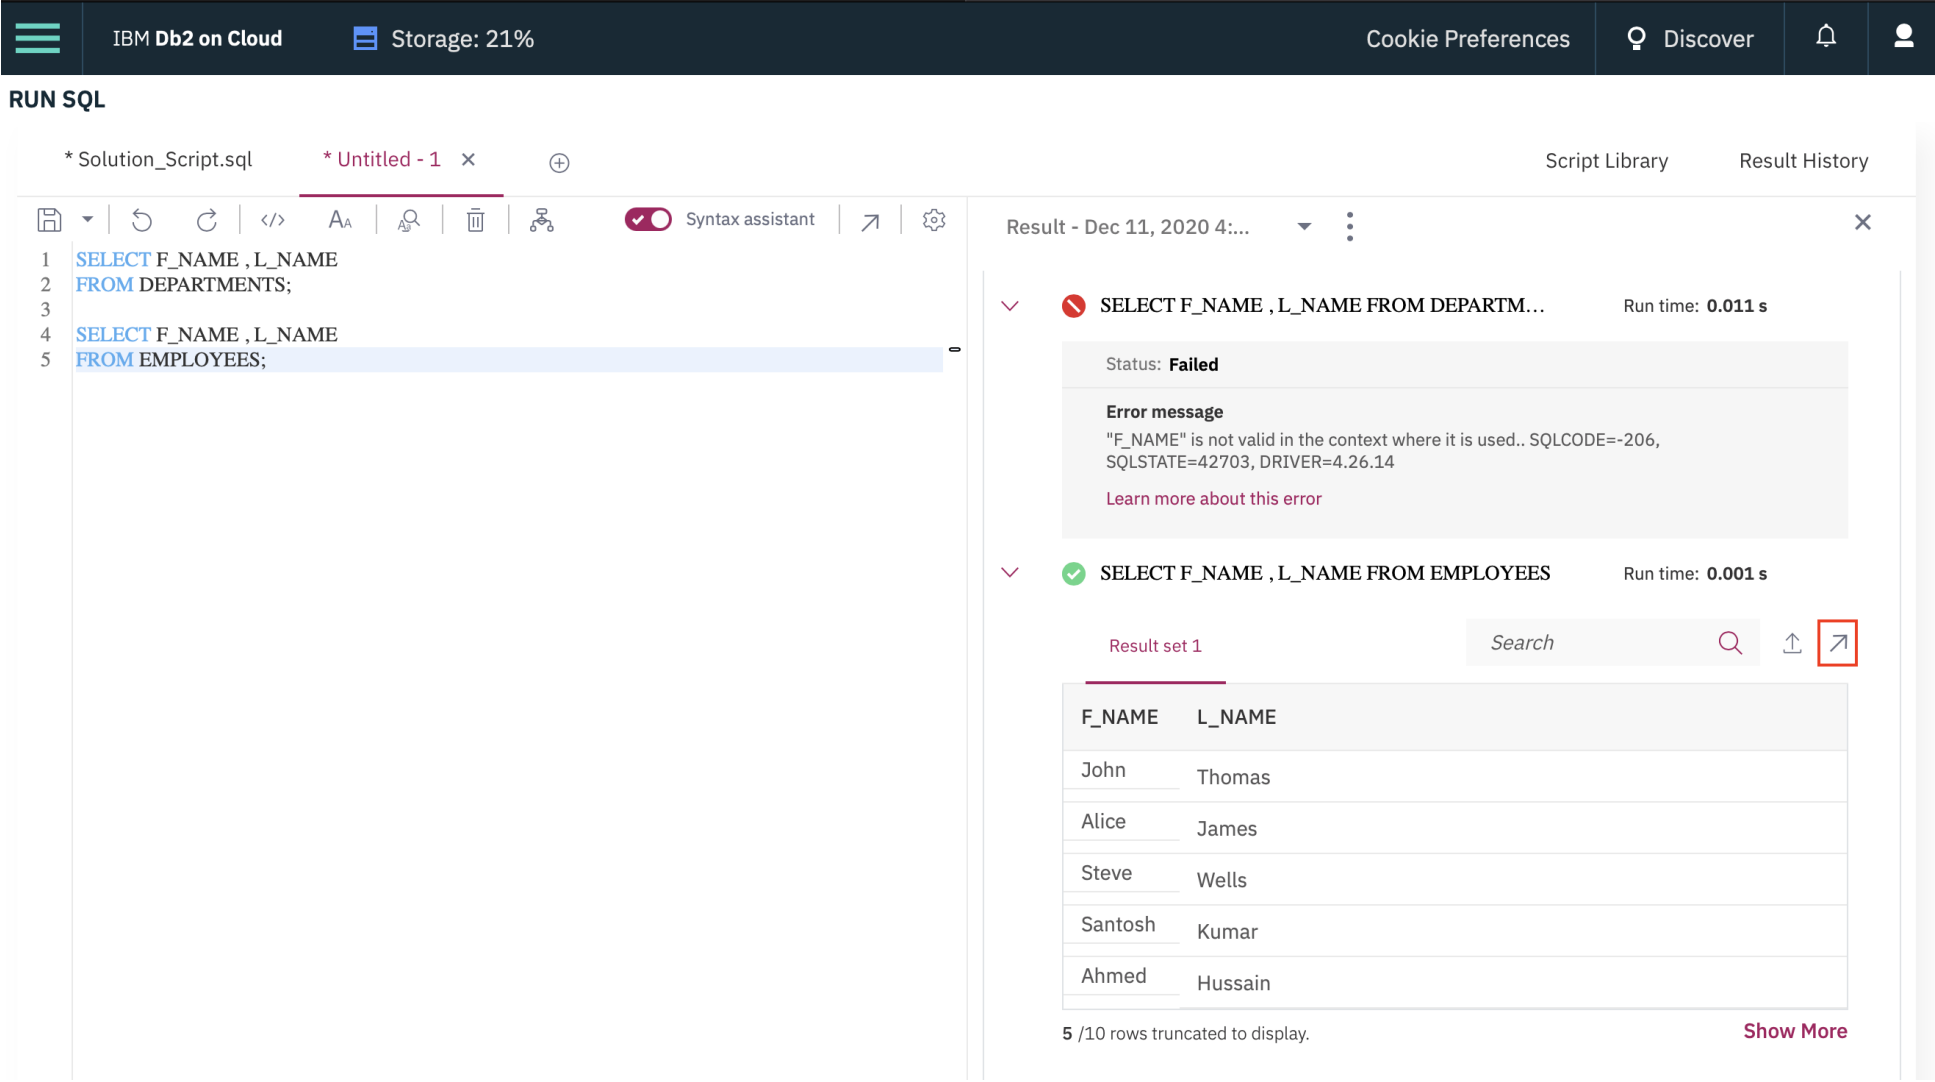 IBM Db2 on Cloud
Storage: 21%
Cookie Preferences
Discover
RUN SQL
* Solution_Script.sql
* Untitled - 1
Script Library
Result History
</>
AA
Syntax assistant
1 SELECT F_NAME , L_NAME
2 FROM DEPARTMENTS;
3
4 SELECT F_NAME , L_NAME
5 FROM EMPLOYEES;
Result - Dec 11, 2020 4:...
SELECT F_NAME , L_NAME FROM DEPARTM...
Run time: 0.011 s
Status: Failed
Error message
"F_NAME" is not valid in the context where it is used.. SQLCODE=-206,
SQLSTATE=42703, DRIVER=4.26.14
Learn more about this error
SELECT F_NAME , L_NAME FROM EMPLOYEES
Run time: 0.001 s
Result set 1
Search
F_NAME L_NAME
John Thomas
Alice James
Steve Wells
Santosh Kumar
Ahmed Hussain
5 /10 rows truncated to display.
Show More